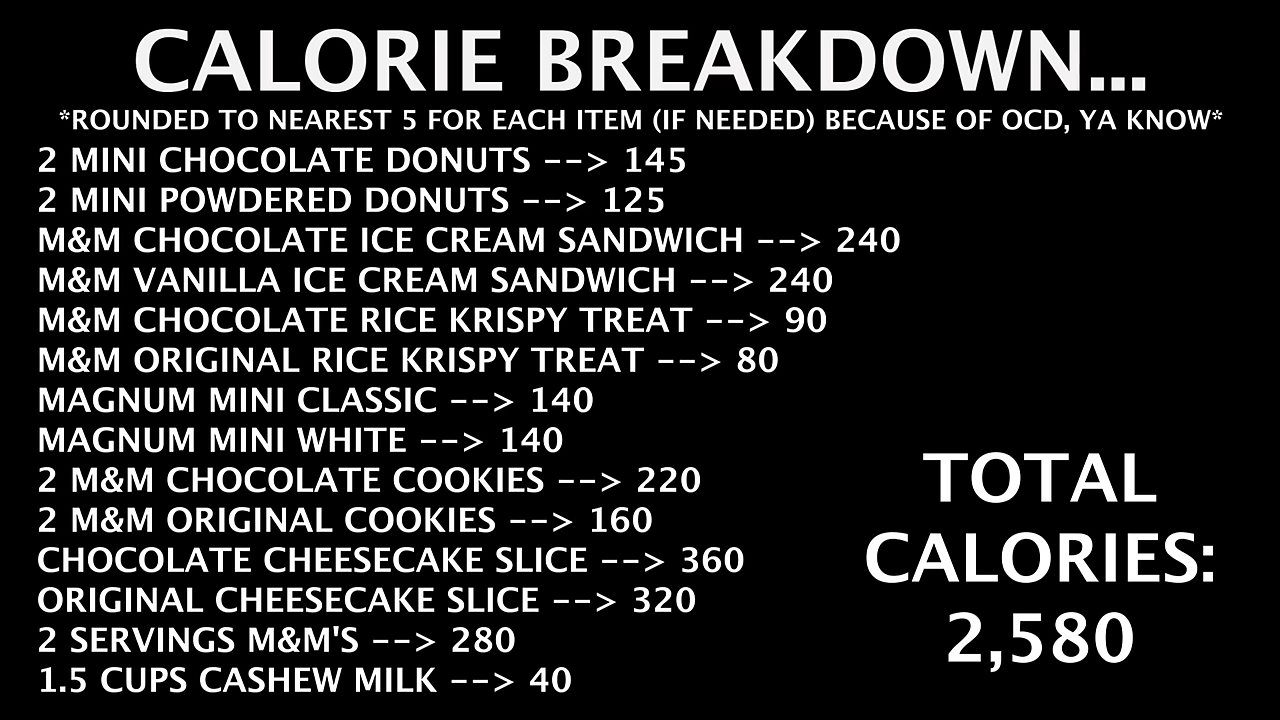 CALORIE BREAKDOWN...
*ROUNDED TO NEAREST 5 FOR EACH ITEM (IF NEEDED) BECAUSE OF OCD, YA KNOW*
2 MINI CHOCOLATE DONUTS --> 145
2 MINI POWDERED DONUTS --> 125
M&M CHOCOLATE ICE CREAM SANDWICH --> 240
M&M VANILLA ICE CREAM SANDWICH --> 240
M&M CHOCOLATE RICE KRISPY TREAT --> 90
M&M ORIGINAL RICE KRISPY TREAT --> 80
MAGNUM MINI CLASSIC --> 140
MAGNUM MINI WHITE --> 140
2 M&M CHOCOLATE COOKIES --> 220
2 M&M ORIGINAL COOKIES --> 160
CHOCOLATE CHEESECAKE SLICE --> 360
ORIGINAL CHEESECAKE SLICE --> 320
2 SERVINGS M&M'S --> 280
1.5 CUPS CASHEW MILK --> 40
TOTAL
CALORIES:
2,580